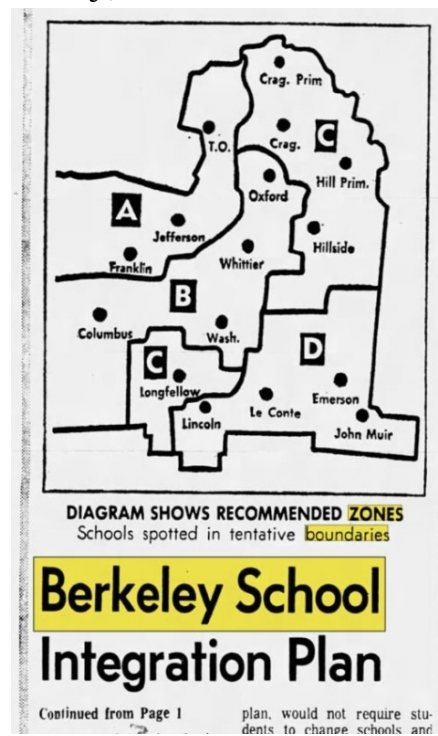 Crag. Prim
T.O.
Crag.
C
Hill Prim.
Oxford
A
Jefferson
Hillside
Franklin
Whittier
B
Columbus
Wash.
C
D
Longfellow
Emerson
Le Conte
Lincoln
John Muir
DIAGRAM SHOWS RECOMMENDED ZONES
Schools spotted in tentative boundaries
Berkeley School
Integration Plan
Continued from Page 1
plan, would not require stu-
dents to change schools and